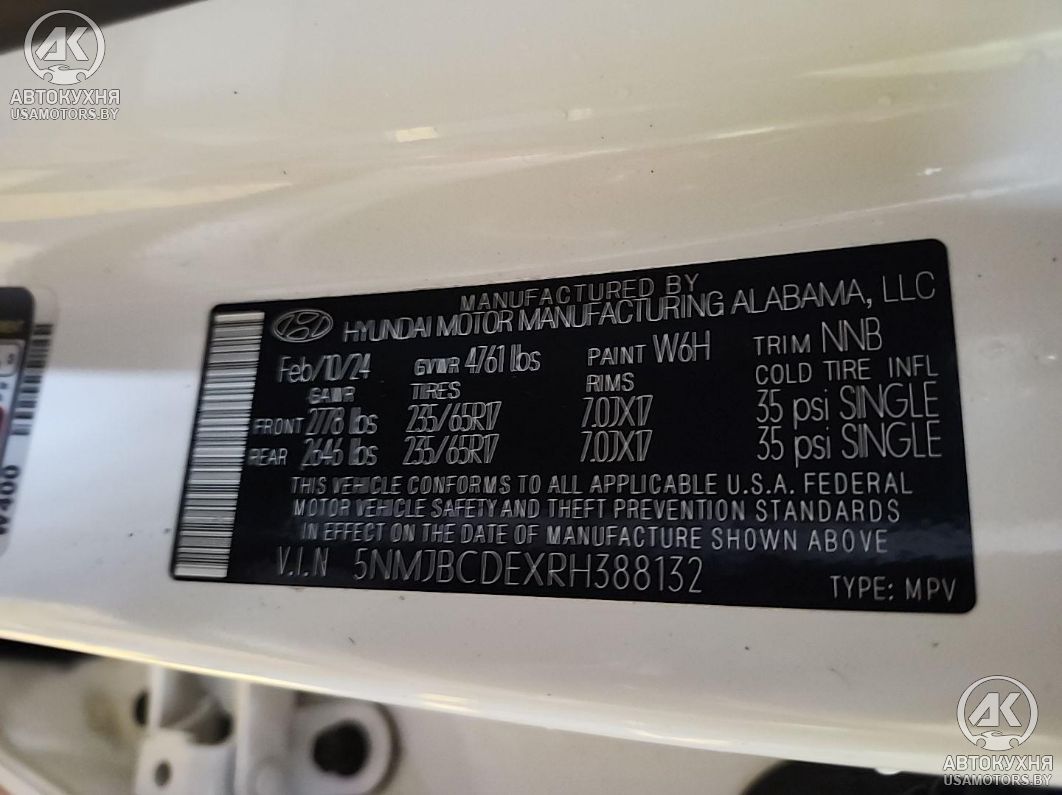 АК
АВТОКУХНЯ
USAMOTORS.BY
MANUFACTURED BY
HYUNDAI MOTOR MANUFACTURING ALABAMA, LLC
Feb/10/24 GVWR 4761 lbs PAINT W6H TRIM NNB
GAWR TIRES RIMS COLD TIRE INFL
FRONT 2778 lbs 235/65R17 7.0JX17 35 psi SINGLE
REAR 2646 lbs 235/65R17 7.0JX17 35 psi SINGLE
THIS VEHICLE CONFORMS TO ALL APPLICABLE U.S.A. FEDERAL
MOTOR VEHICLE SAFETY AND THEFT PREVENTION STANDARDS
IN EFFECT ON THE DATE OF MANUFACTURE SHOWN ABOVE
V.I.N 5NMJBCDEXRH388132 TYPE: MPV
АК
АВТОКУХНЯ
USAMOTORS.BY